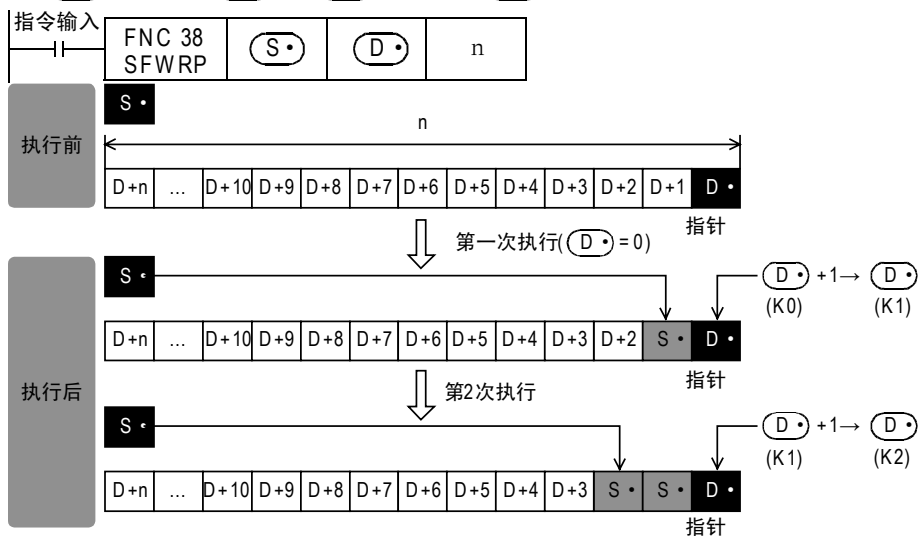 指令输入
FNC 38 S• D• n
SFWRP
S•
执行前
n
D+n … D+10 D+9 D+8 D+7 D+6 D+5 D+4 D+3 D+2 D+1 D•
指针
第一次执行(D•=0)
S•
D• +1→ D•
(K0) (K1)
D+n … D+10 D+9 D+8 D+7 D+6 D+5 D+4 D+3 D+2 S• D•
指针
执行后
第2次执行
S•
D• +1→ D•
(K1) (K2)
D+n … D+10 D+9 D+8 D+7 D+6 D+5 D+4 D+3 S• S• D•
指针